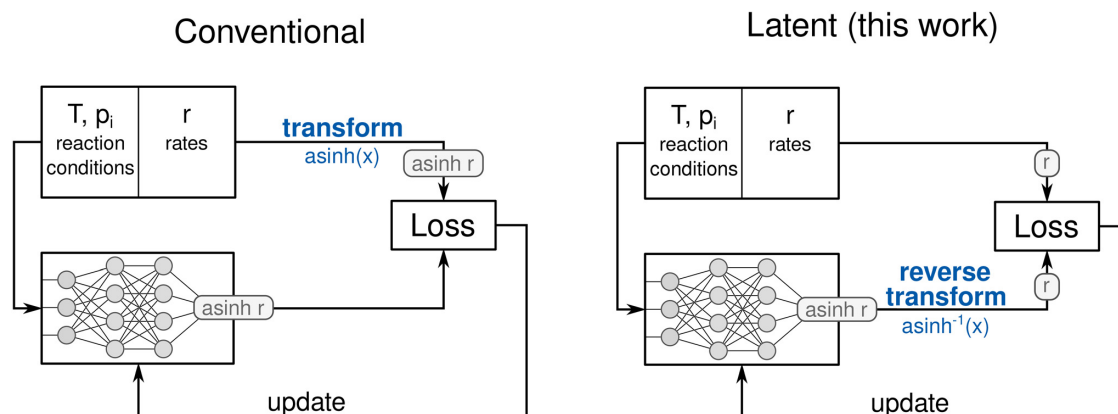 Conventional
T, pᵢ
reaction
conditions
r
rates
transform
asinh(x)
asinh r
Loss
asinh r
update
Latent (this work)
T, pᵢ
reaction
conditions
r
rates
r
Loss
r
asinh r
reverse
transform
asinh⁻¹(x)
update